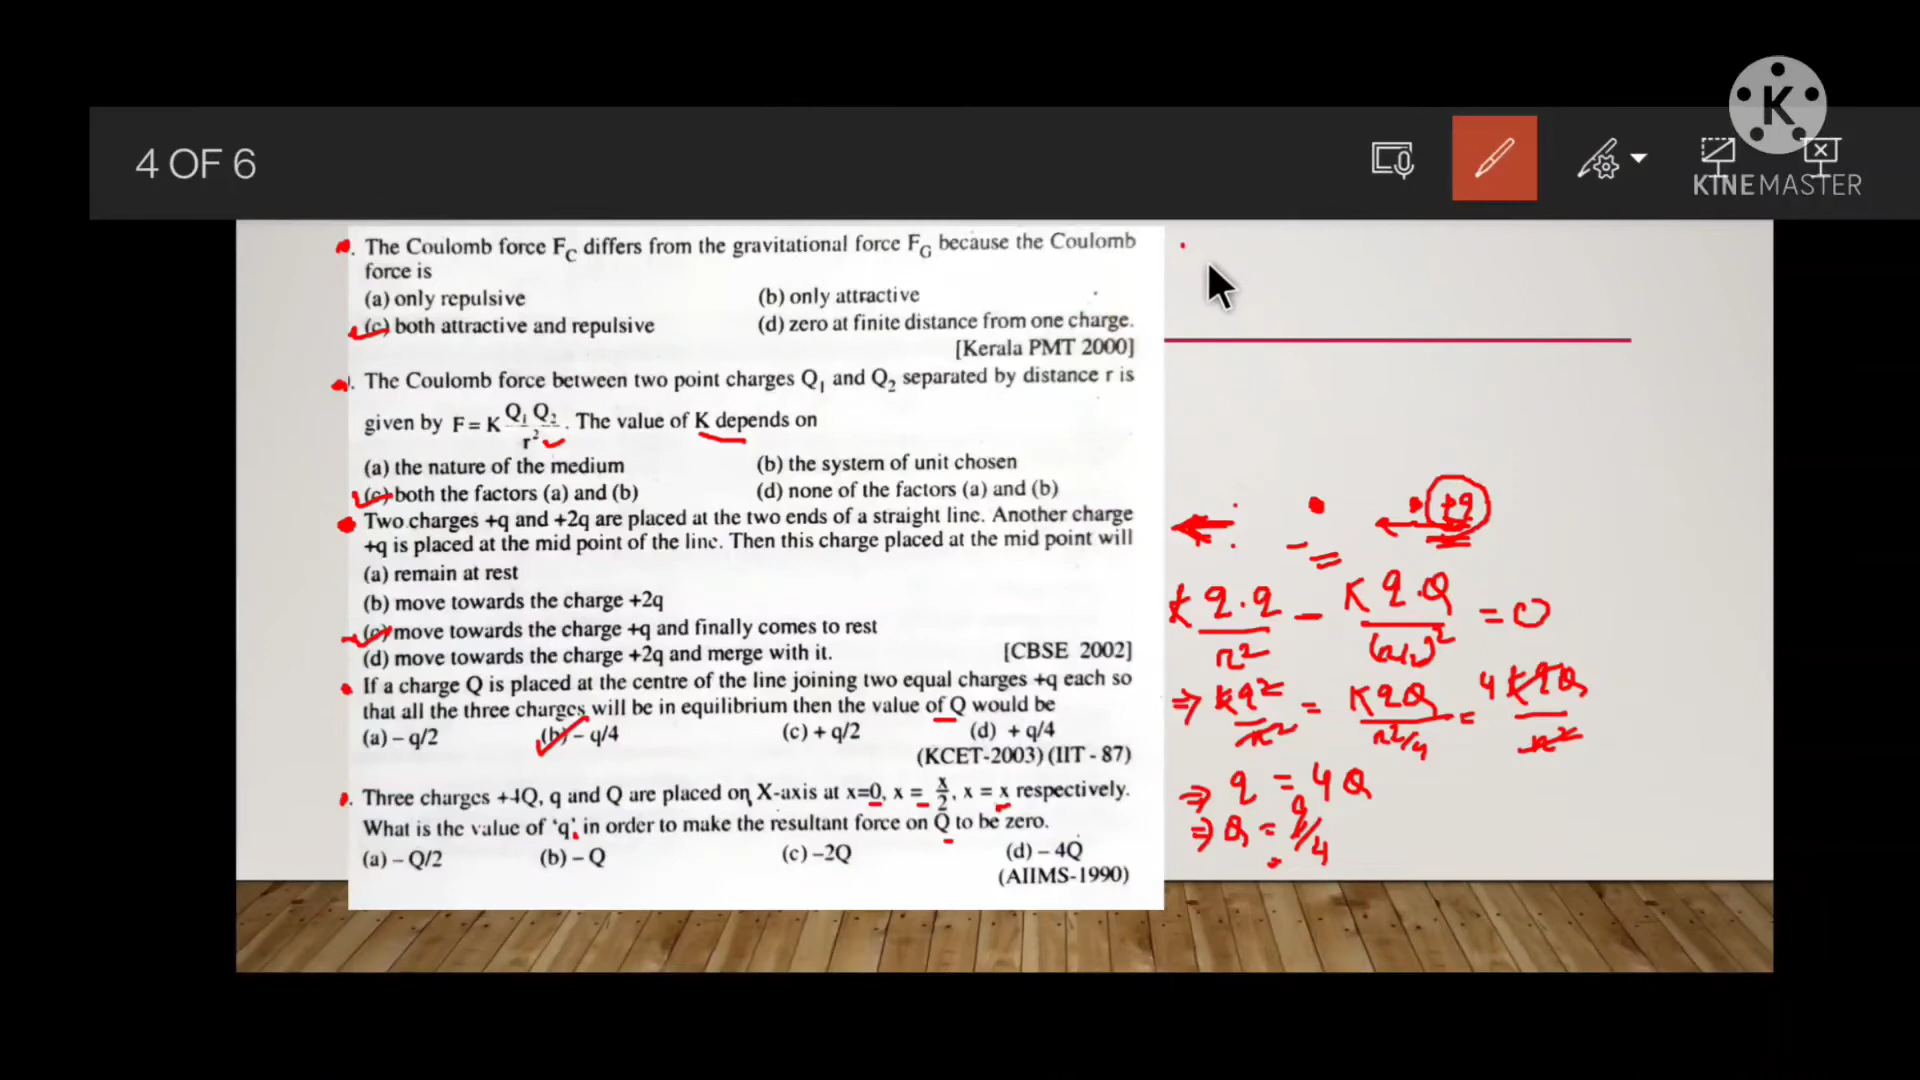 4 OF 6
K
KINEMASTER
. The Coulomb force F_C differs from the gravitational force F_G because the Coulomb
force is
(a) only repulsive (b) only attractive
(c) both attractive and repulsive (d) zero at finite distance from one charge.
[Kerala PMT 2000]
. The Coulomb force between two point charges Q₁ and Q₂ separated by distance r is
given by F = K Q₁ Q₂ / r² . The value of K depends on
(a) the nature of the medium (b) the system of unit chosen
(c) both the factors (a) and (b) (d) none of the factors (a) and (b)
Two charges +q and +2q are placed at the two ends of a straight line. Another charge
+q is placed at the mid point of the line. Then this charge placed at the mid point will
(a) remain at rest
(b) move towards the charge +2q
(c) move towards the charge +q and finally comes to rest
(d) move towards the charge +2q and merge with it. [CBSE 2002]
If a charge Q is placed at the centre of the line joining two equal charges +q each so
that all the three charges will be in equilibrium then the value of Q would be
(a) – q/2 (b) – q/4 (c) + q/2 (d) + q/4
(KCET-2003) (IIT - 87)
. Three charges +4Q, q and Q are placed on X-axis at x=0, x = x/2, x = x respectively.
What is the value of 'q', in order to make the resultant force on Q to be zero.
(a) – Q/2 (b) – Q (c) –2Q (d) – 4Q
(AIIMS-1990)
+q
K q.q / r² – K q.Q / (r/2)² = 0
⇒ Kq² / r² = KqQ / r²/4 = 4KqQ / r²
⇒ q = 4Q
⇒ Q = q/4